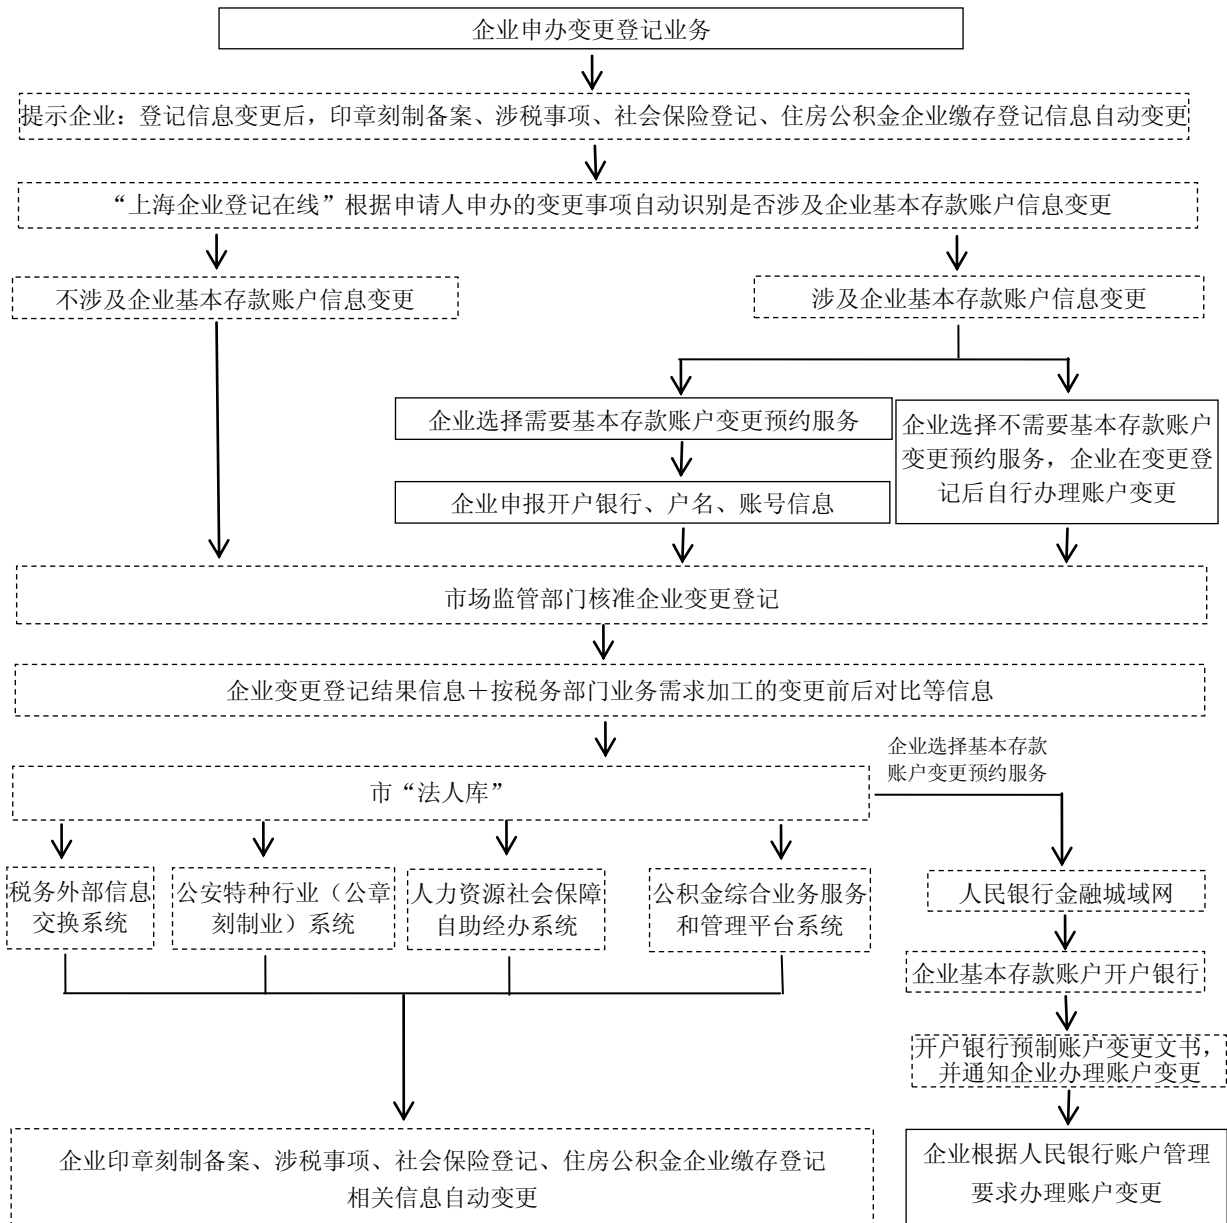 企业申办变更登记业务
提示企业：登记信息变更后，印章刻制备案、涉税事项、社会保险登记、住房公积金企业缴存登记信息自动变更
“上海企业登记在线”根据申请人申办的变更事项自动识别是否涉及企业基本存款账户信息变更
不涉及企业基本存款账户信息变更
涉及企业基本存款账户信息变更
企业选择需要基本存款账户变更预约服务
企业申报开户银行、户名、账号信息
企业选择不需要基本存款账户
变更预约服务，企业在变更登
记后自行办理账户变更
市场监管部门核准企业变更登记
企业变更登记结果信息＋按税务部门业务需求加工的变更前后对比等信息
市“法人库”
企业选择基本存款
账户变更预约服务
税务外部信息
交换系统
公安特种行业（公章
刻制业）系统
人力资源社会保障
自助经办系统
公积金综合业务服务
和管理平台系统
人民银行金融城域网
企业基本存款账户开户银行
开户银行预制账户变更文书，
并通知企业办理账户变更
企业印章刻制备案、涉税事项、社会保险登记、住房公积金企业缴存登记
相关信息自动变更
企业根据人民银行账户管理
要求办理账户变更